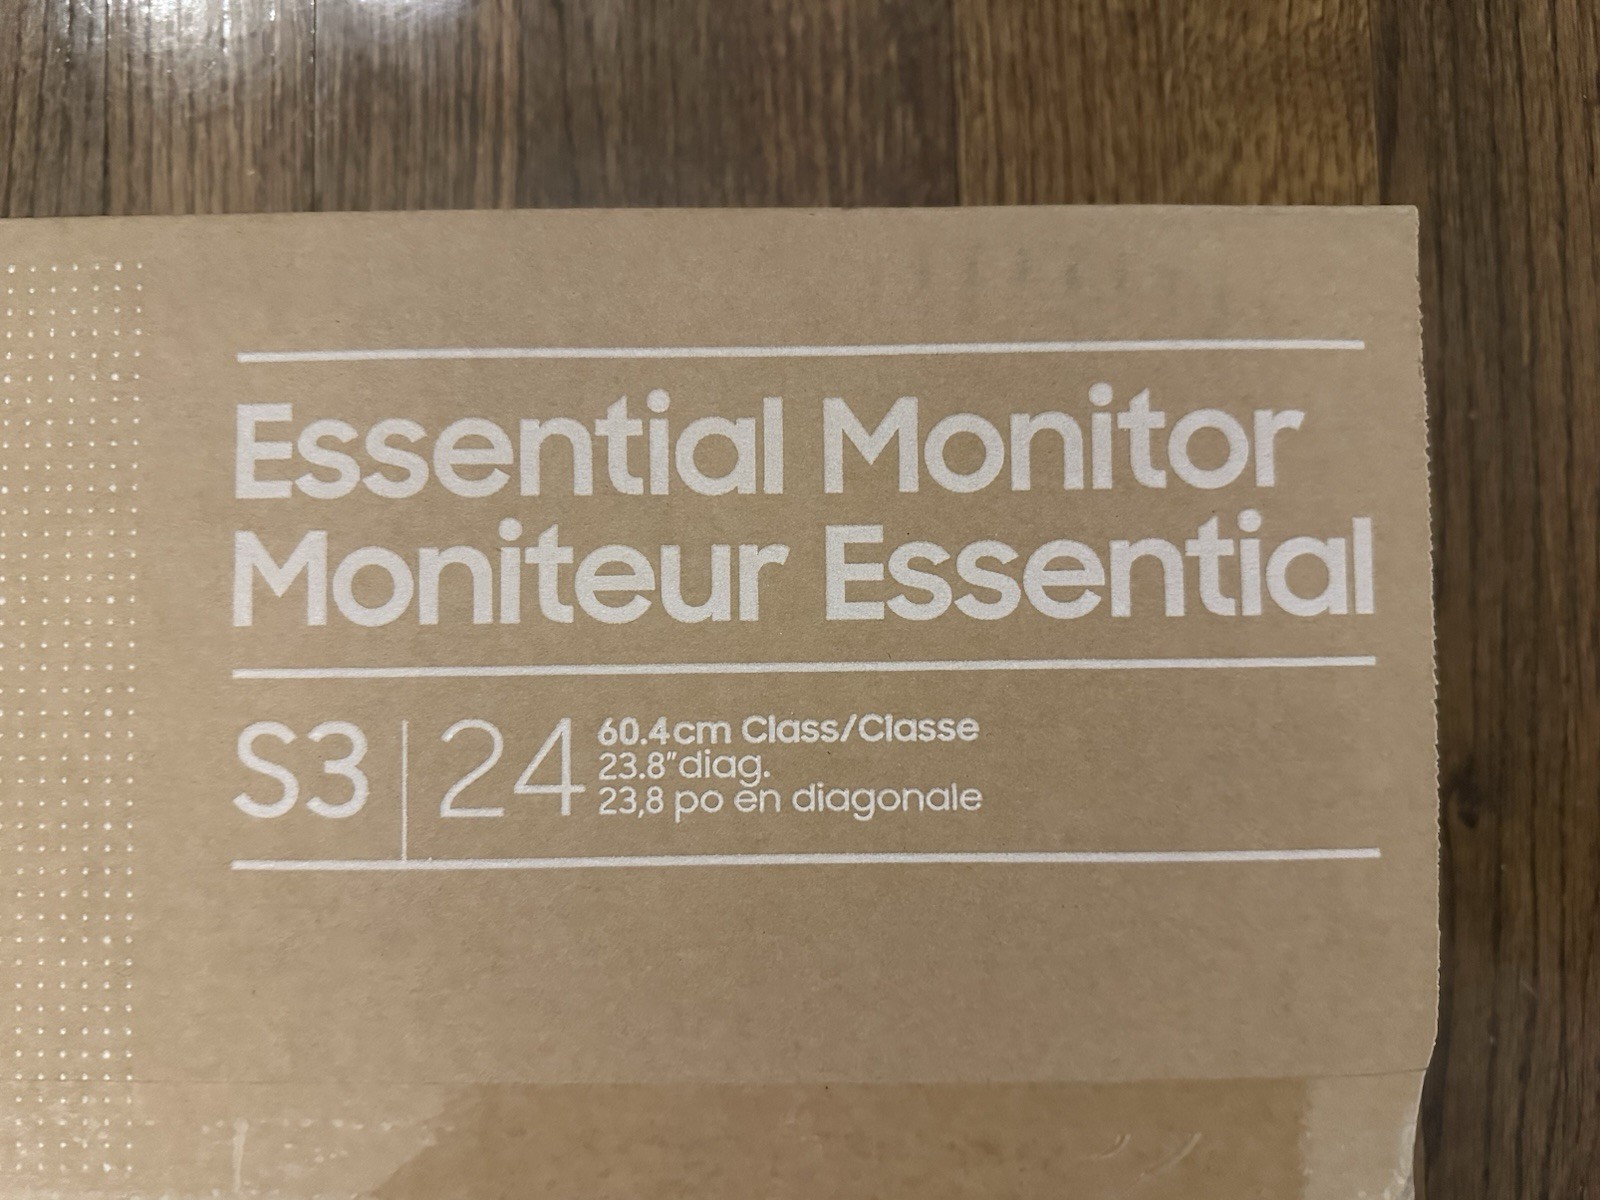 Essential Monitor
Moniteur Essential
S3 | 24
60.4cm Class/Classe
23.8"diag.
23,8 po en diagonale